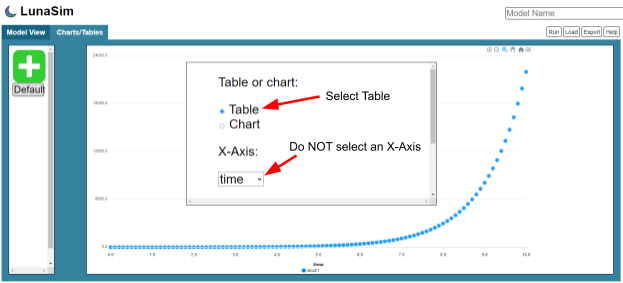 LunaSim
Model Name
Model View
Charts/Tables
Run
Load
Export
Help
Default
24000.0
18000.0
12000.0
6000.0
0.0
Table or chart:
Table
Chart
Select Table
X-Axis:
Do NOT select an X-Axis
time
0.0 1.0 2.0 3.0 4.0 5.0 6.0 7.0 8.0 9.0 10.0
time
stock1